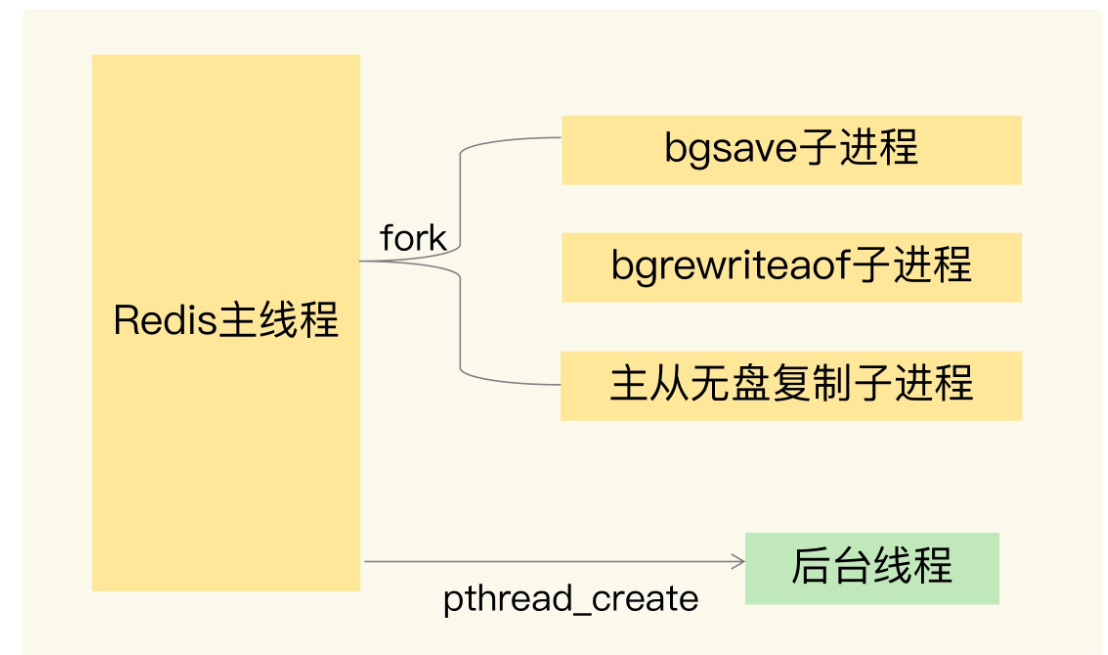 bgsave子进程
fork
bgrewriteaof子进程
Redis主线程
主从无盘复制子进程
后台线程
pthread_create